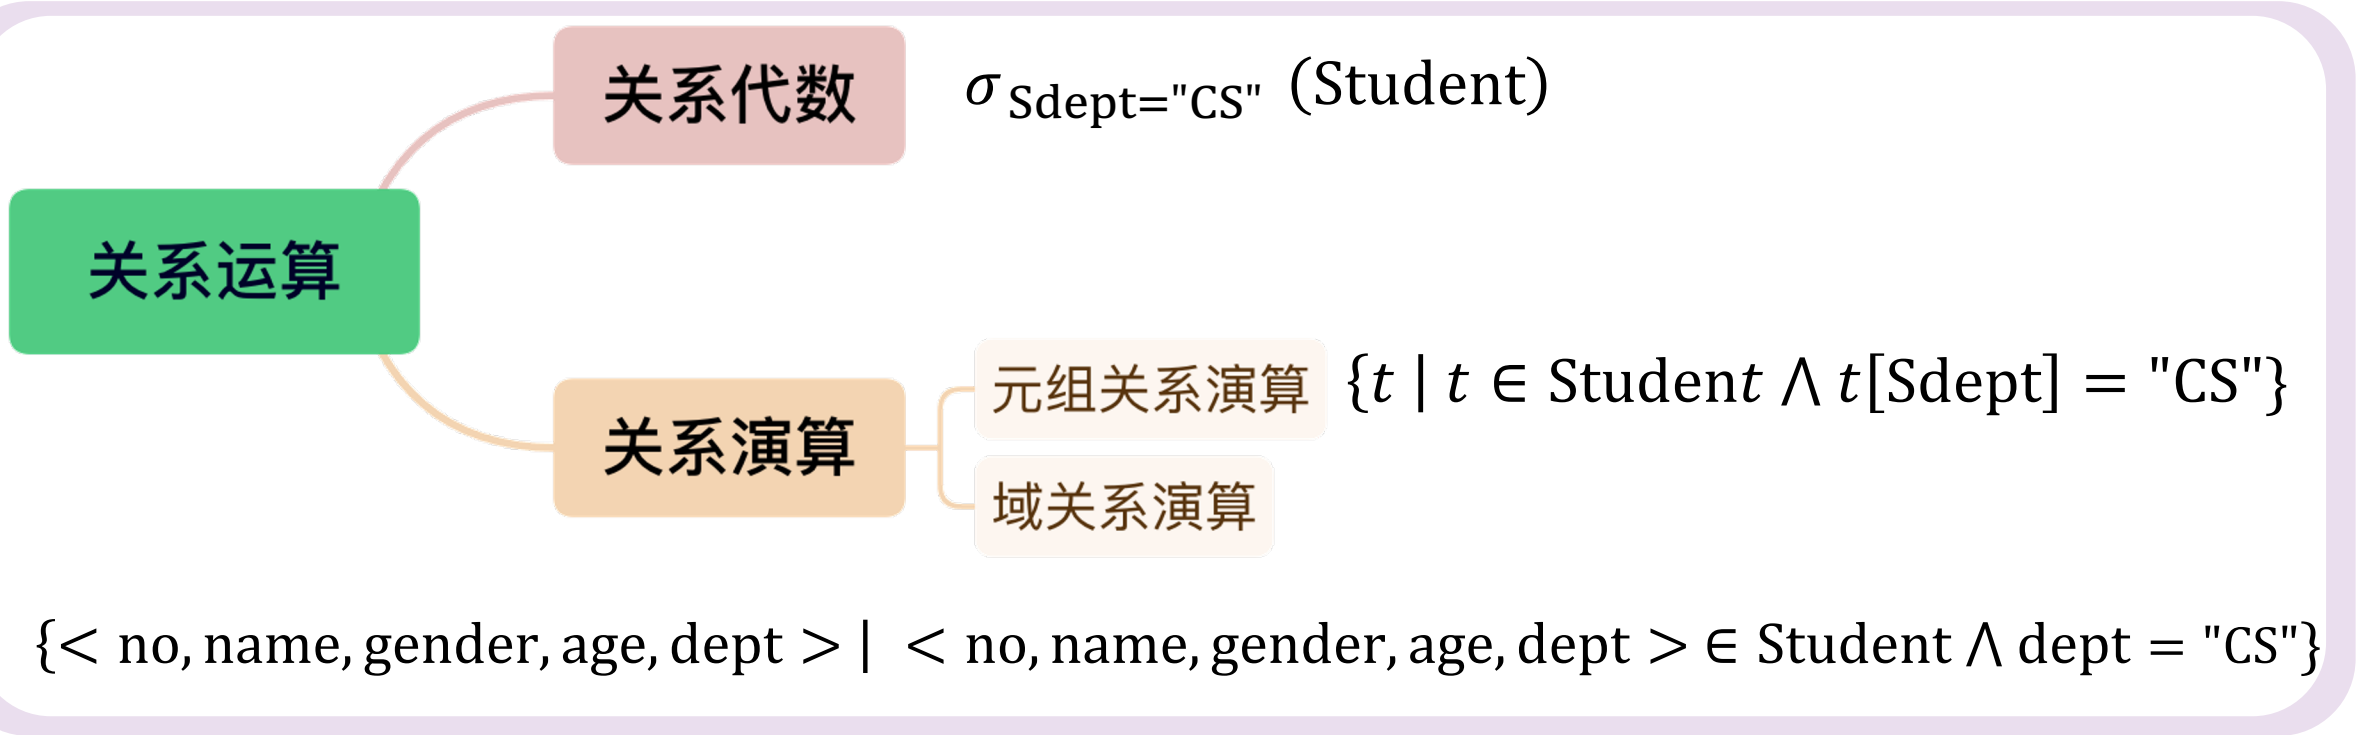 关系代数
σ Sdept="CS" (Student)
关系运算
元组关系演算
{t | t ∈ Student ∧ t[Sdept] = "CS"}
关系演算
域关系演算
{< no, name, gender, age, dept > | < no, name, gender, age, dept > ∈ Student ∧ dept = "CS"}